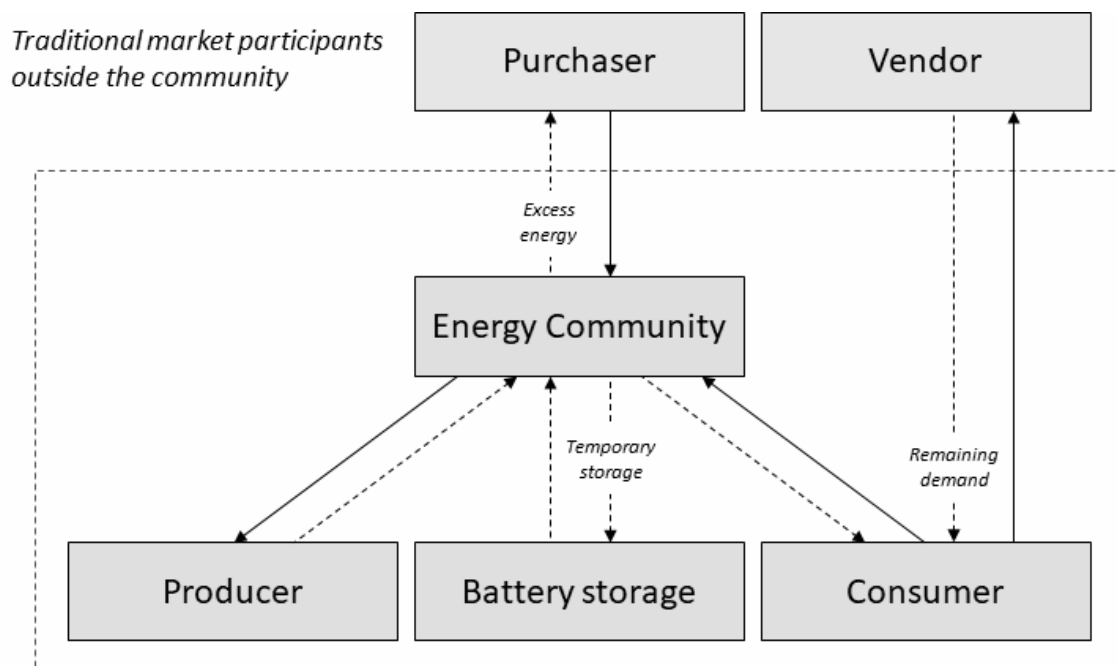 Traditional market participants
outside the community
Purchaser
Vendor
Excess
energy
Energy Community
Temporary
storage
Remaining
demand
Producer
Battery storage
Consumer